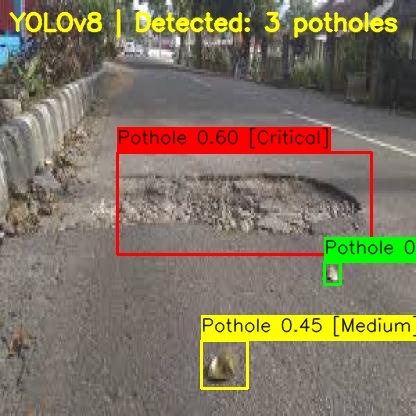 YOLOv8 | Detected: 3 potholes
Pothole 0.60 [Critical]
Pothole 0
Pothole 0.45 [Medium]